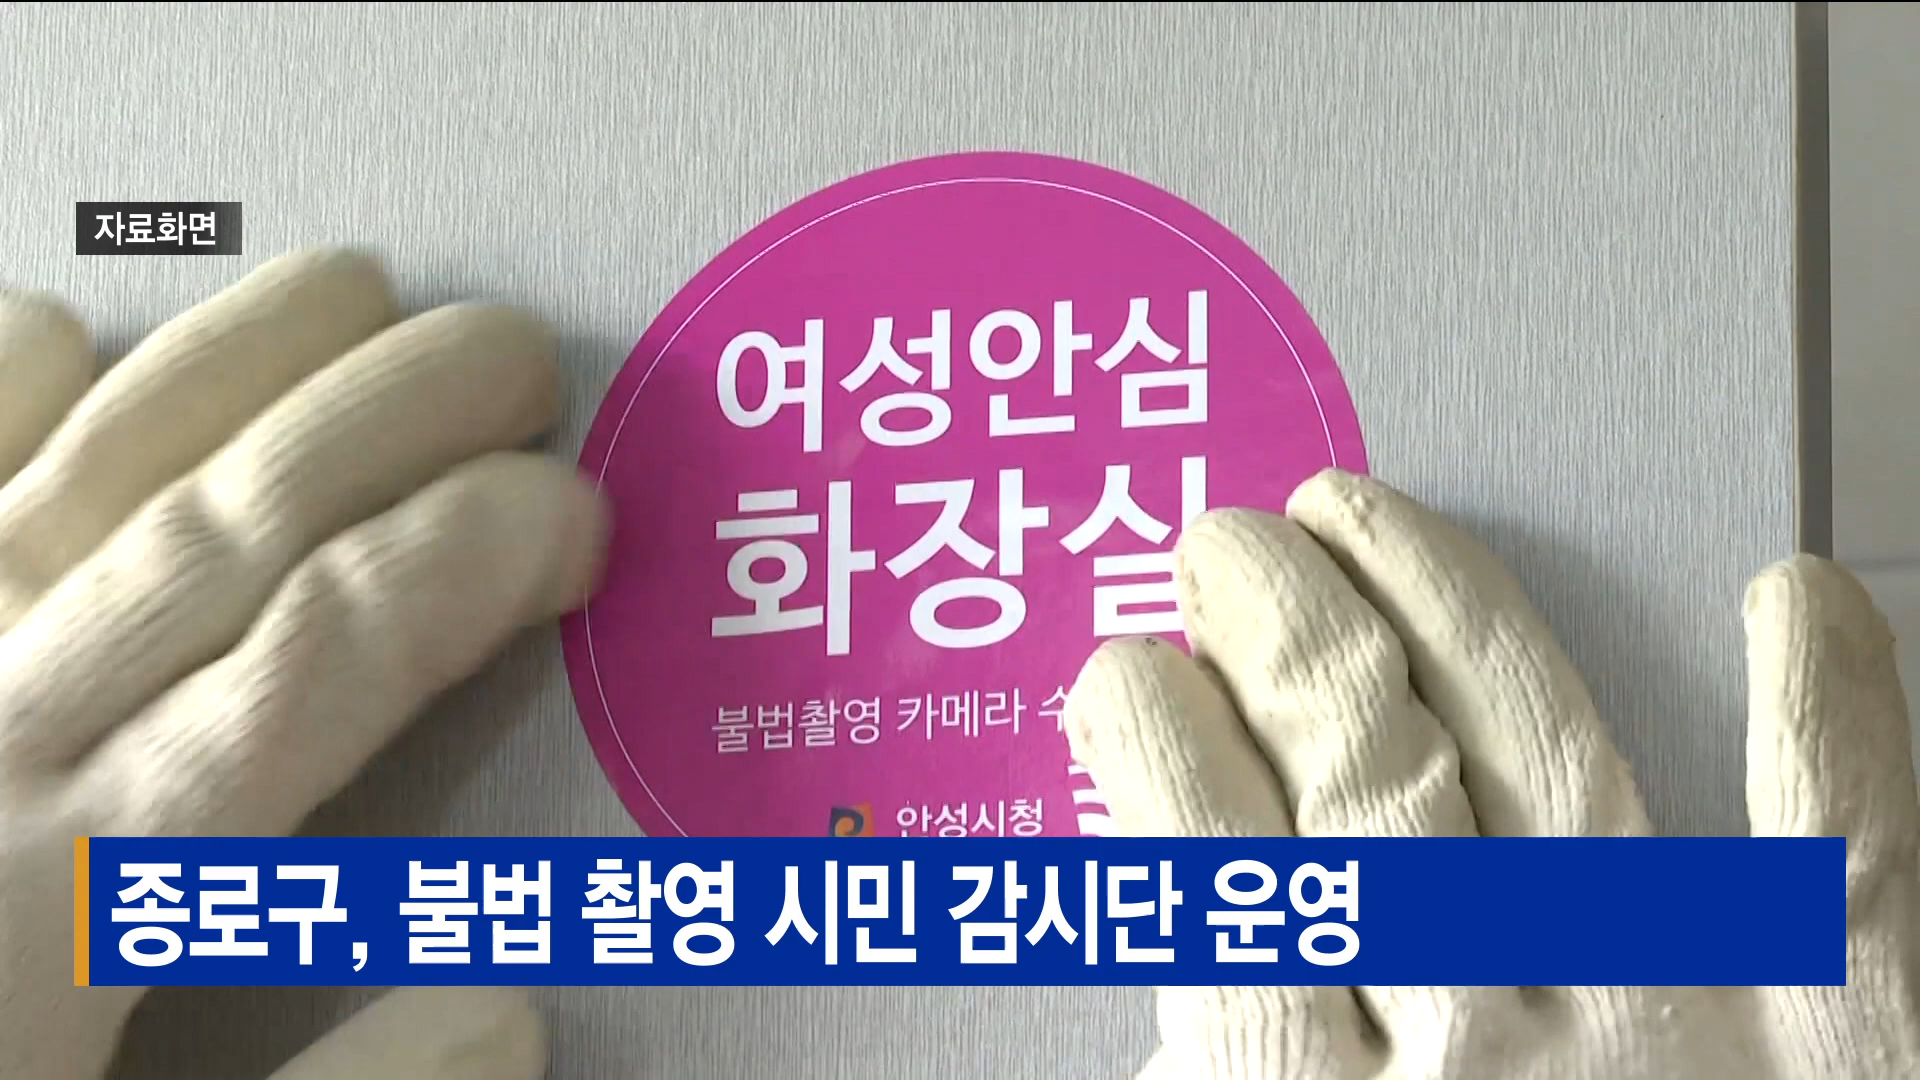 자료화면
여성안심
화장실
불법촬영 카메라
안성시청
종로구, 불법 촬영 시민 감시단 운영